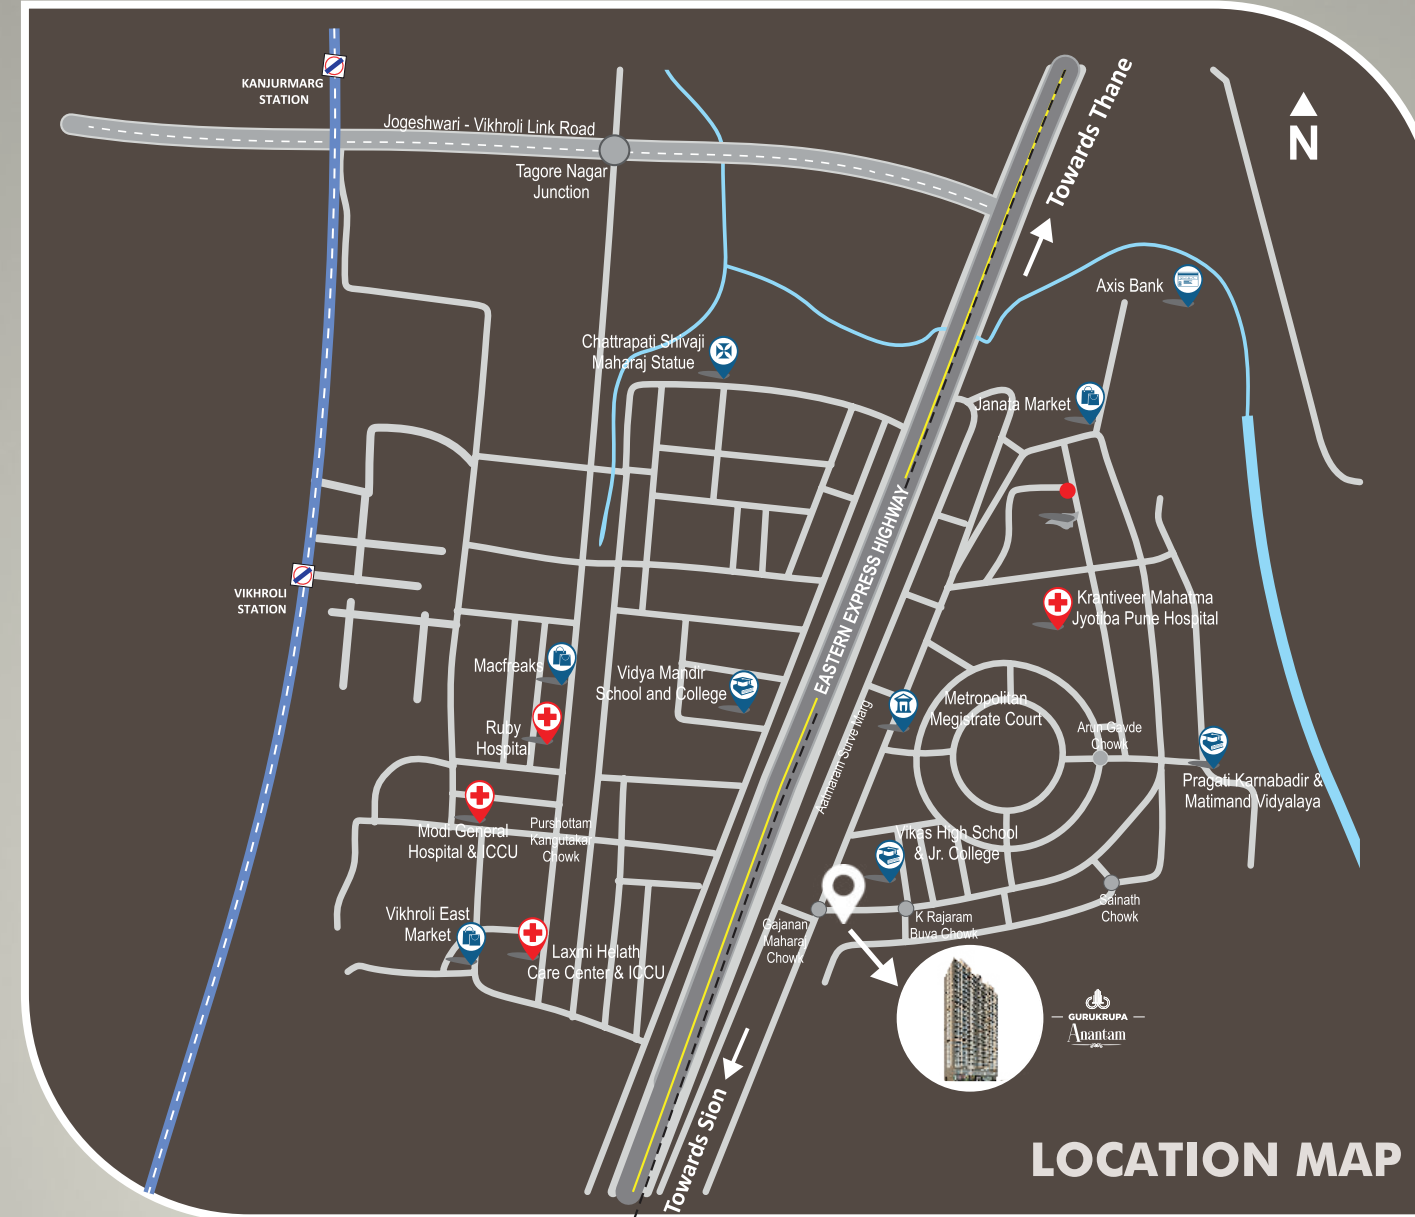 KANJURMARG
STATION
Jogeshwari - Vikhroli Link Road
Tagore Nagar
Junction
Towards Thane
N
Axis Bank
Chattrapati Shivaji
Maharaj Statue
Janata Market
EASTERN EXPRESS HIGHWAY
VIKHROLI
STATION
Krantiveer Mahatma
Jyotiba Pune Hospital
Macfreaks
Vidya Mandir
School and College
Ruby
Hospital
Metropolitan
Megistrate Court
Aatmaram Surve Marg
Arun Gavde
Chowk
Pragati Karnabadir &
Matimand Vidyalaya
Modi General
Hospital & ICCU
Purshottam
Kangutakar
Chowk
Vikas High School
& Jr. College
Vikhroli East
Market
Gajanan
Maharaj
Chowk
K Rajaram
Buva Chowk
Sainath
Chowk
Laxmi Helath
Care Center & ICCU
GURUKRUPA
Anantam
Towards Sion
LOCATION MAP